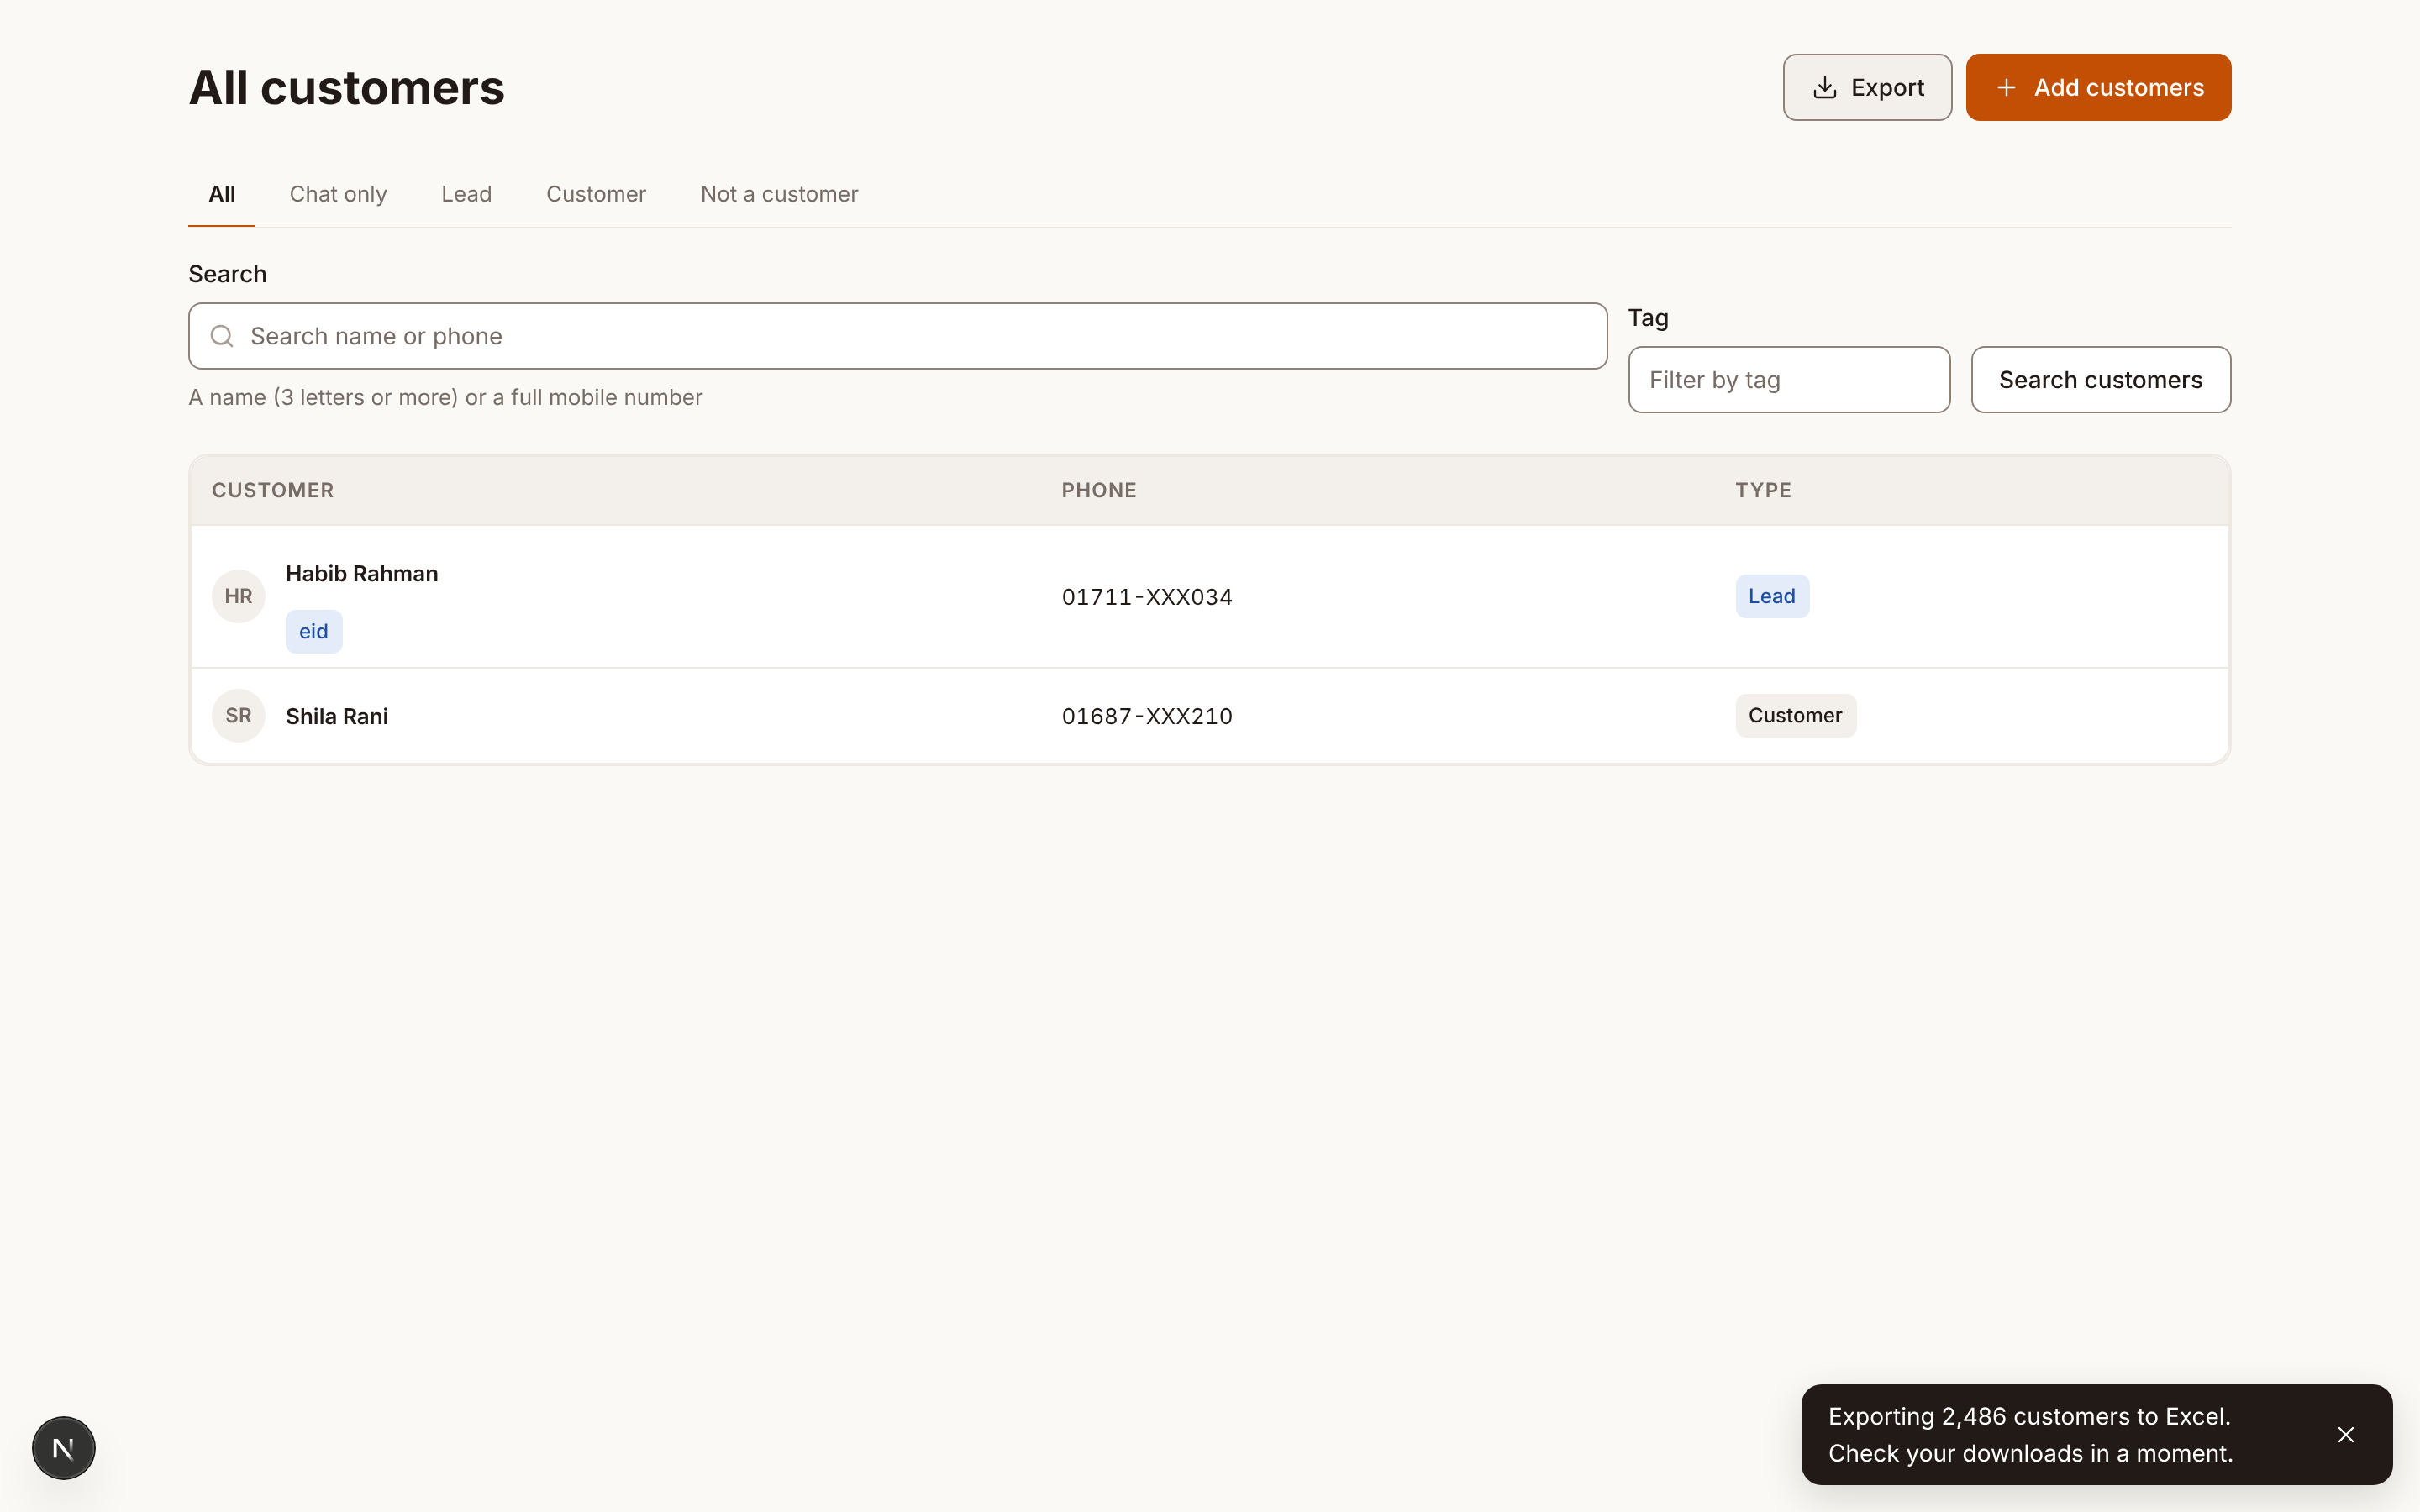 All customers
Export
Add customers
All
Chat only
Lead
Customer
Not a customer
Search
Search name or phone
A name (3 letters or more) or a full mobile number
Tag
Filter by tag
Search customers
CUSTOMER
PHONE
TYPE
HR
Habib Rahman
eid
01711-XXX034
Lead
SR
Shila Rani
01687-XXX210
Customer
N
Exporting 2,486 customers to Excel.
Check your downloads in a moment.